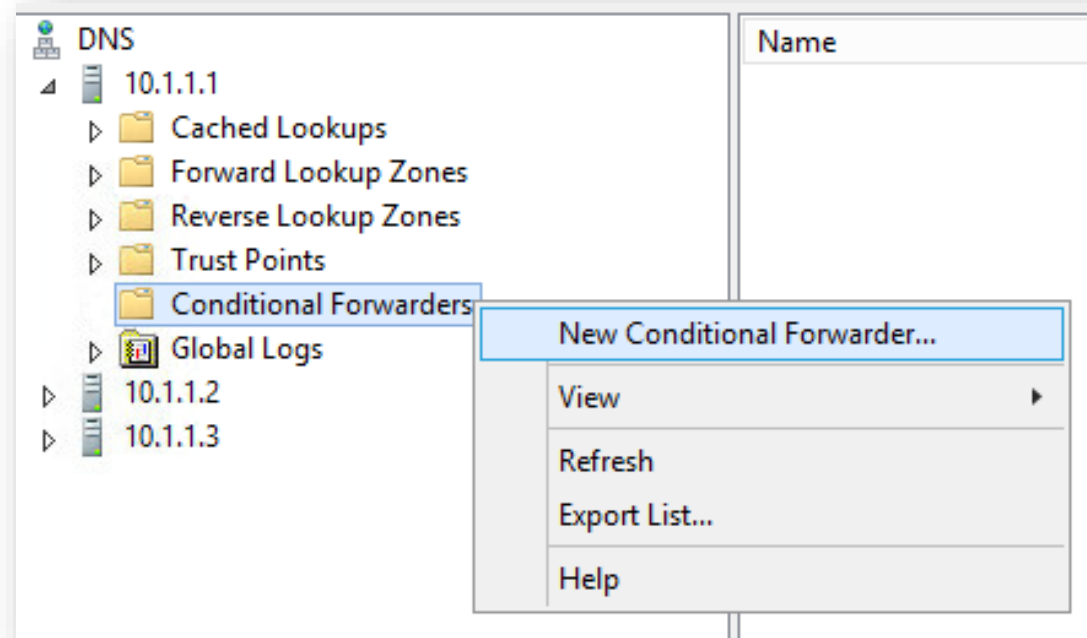 DNS
Name
10.1.1.1
Cached Lookups
Forward Lookup Zones
Reverse Lookup Zones
Trust Points
Conditional Forwarders
New Conditional Forwarder...
Global Logs
10.1.1.2
View
10.1.1.3
Refresh
Export List...
Help